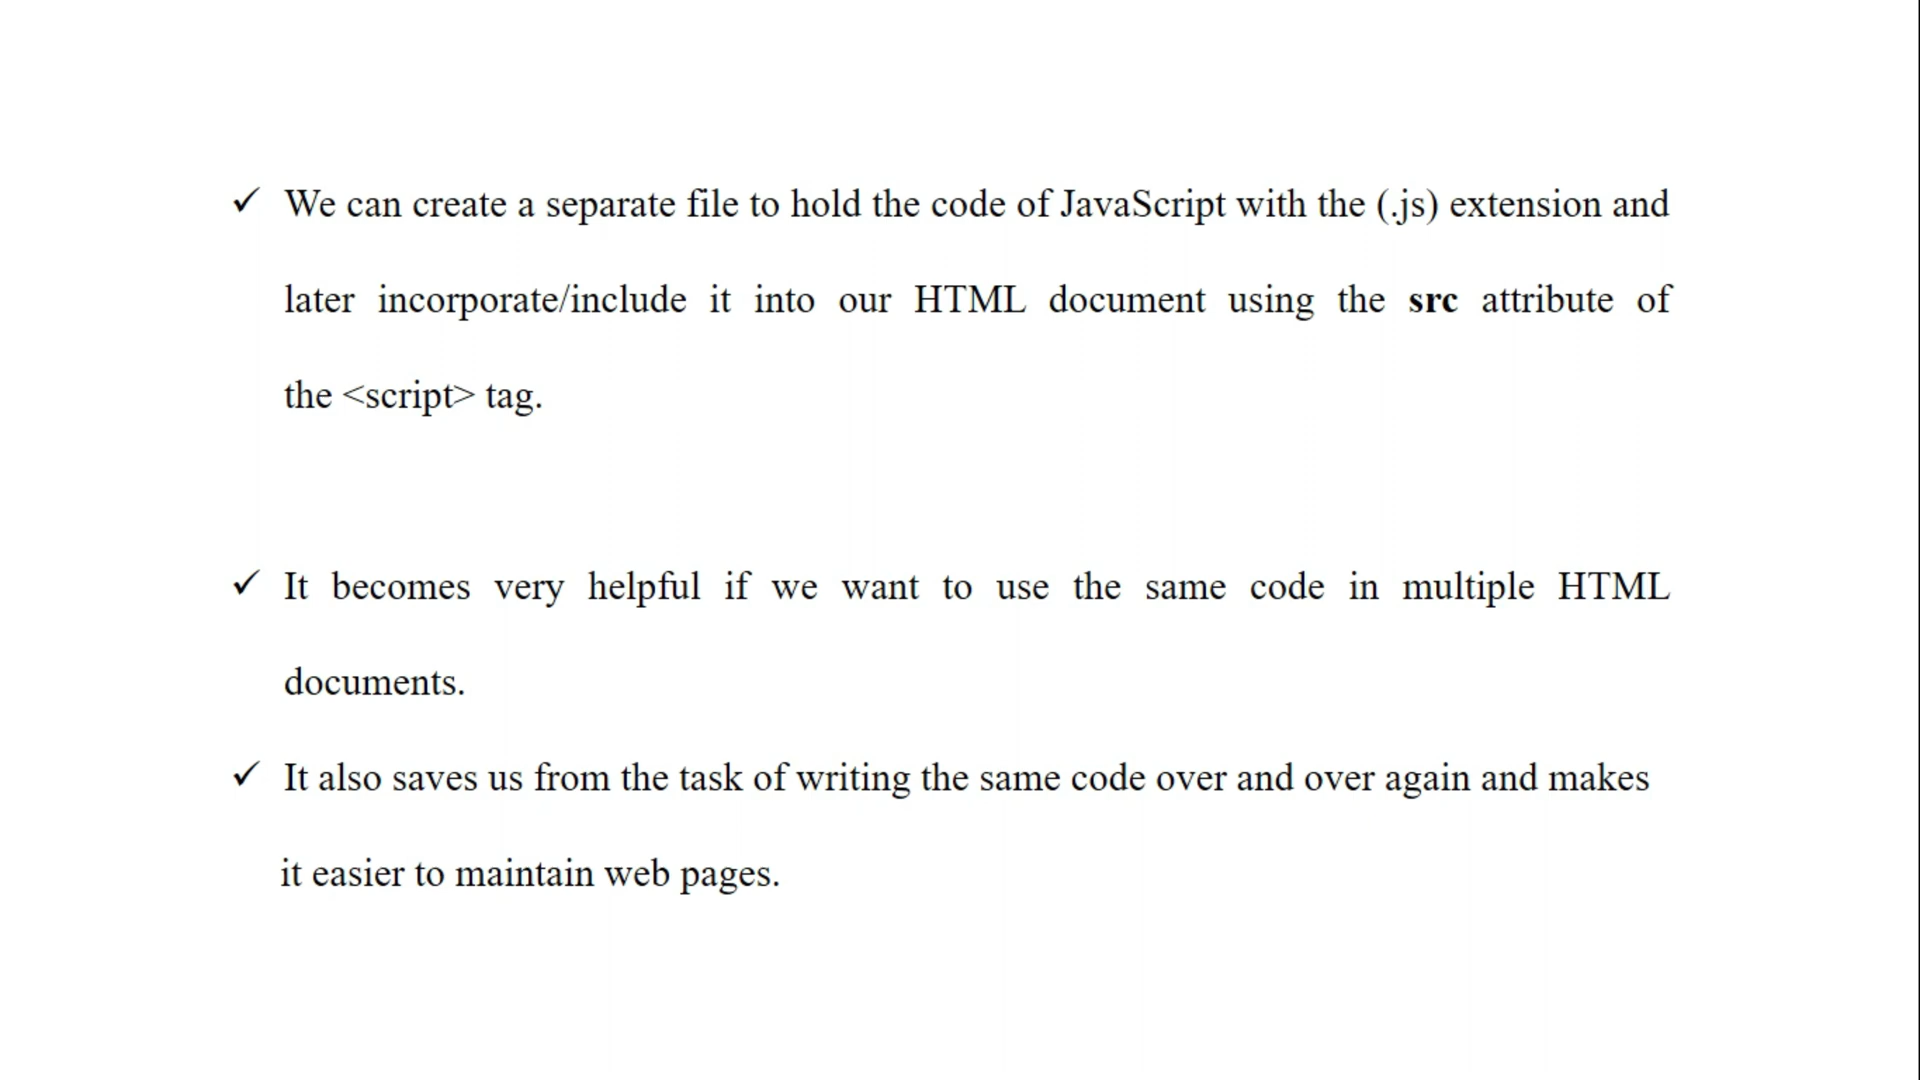 ✓ We can create a separate file to hold the code of JavaScript with the (.js) extension and
later incorporate/include it into our HTML document using the src attribute of
the <script> tag.
✓ It becomes very helpful if we want to use the same code in multiple HTML
documents.
✓ It also saves us from the task of writing the same code over and over again and makes
it easier to maintain web pages.